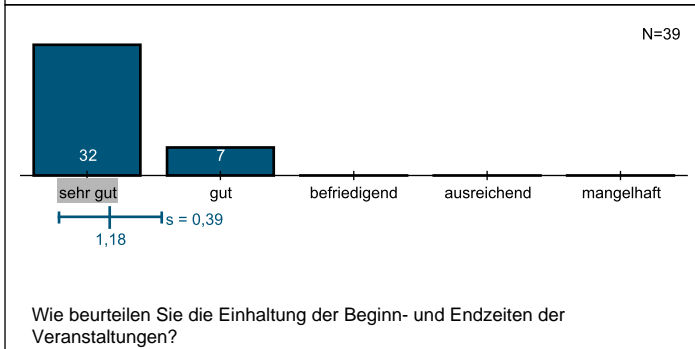 N=39
32 7
sehr gut gut befriedigend ausreichend mangelhaft
s = 0,39
1,18
Wie beurteilen Sie die Einhaltung der Beginn- und Endzeiten der
Veranstaltungen?